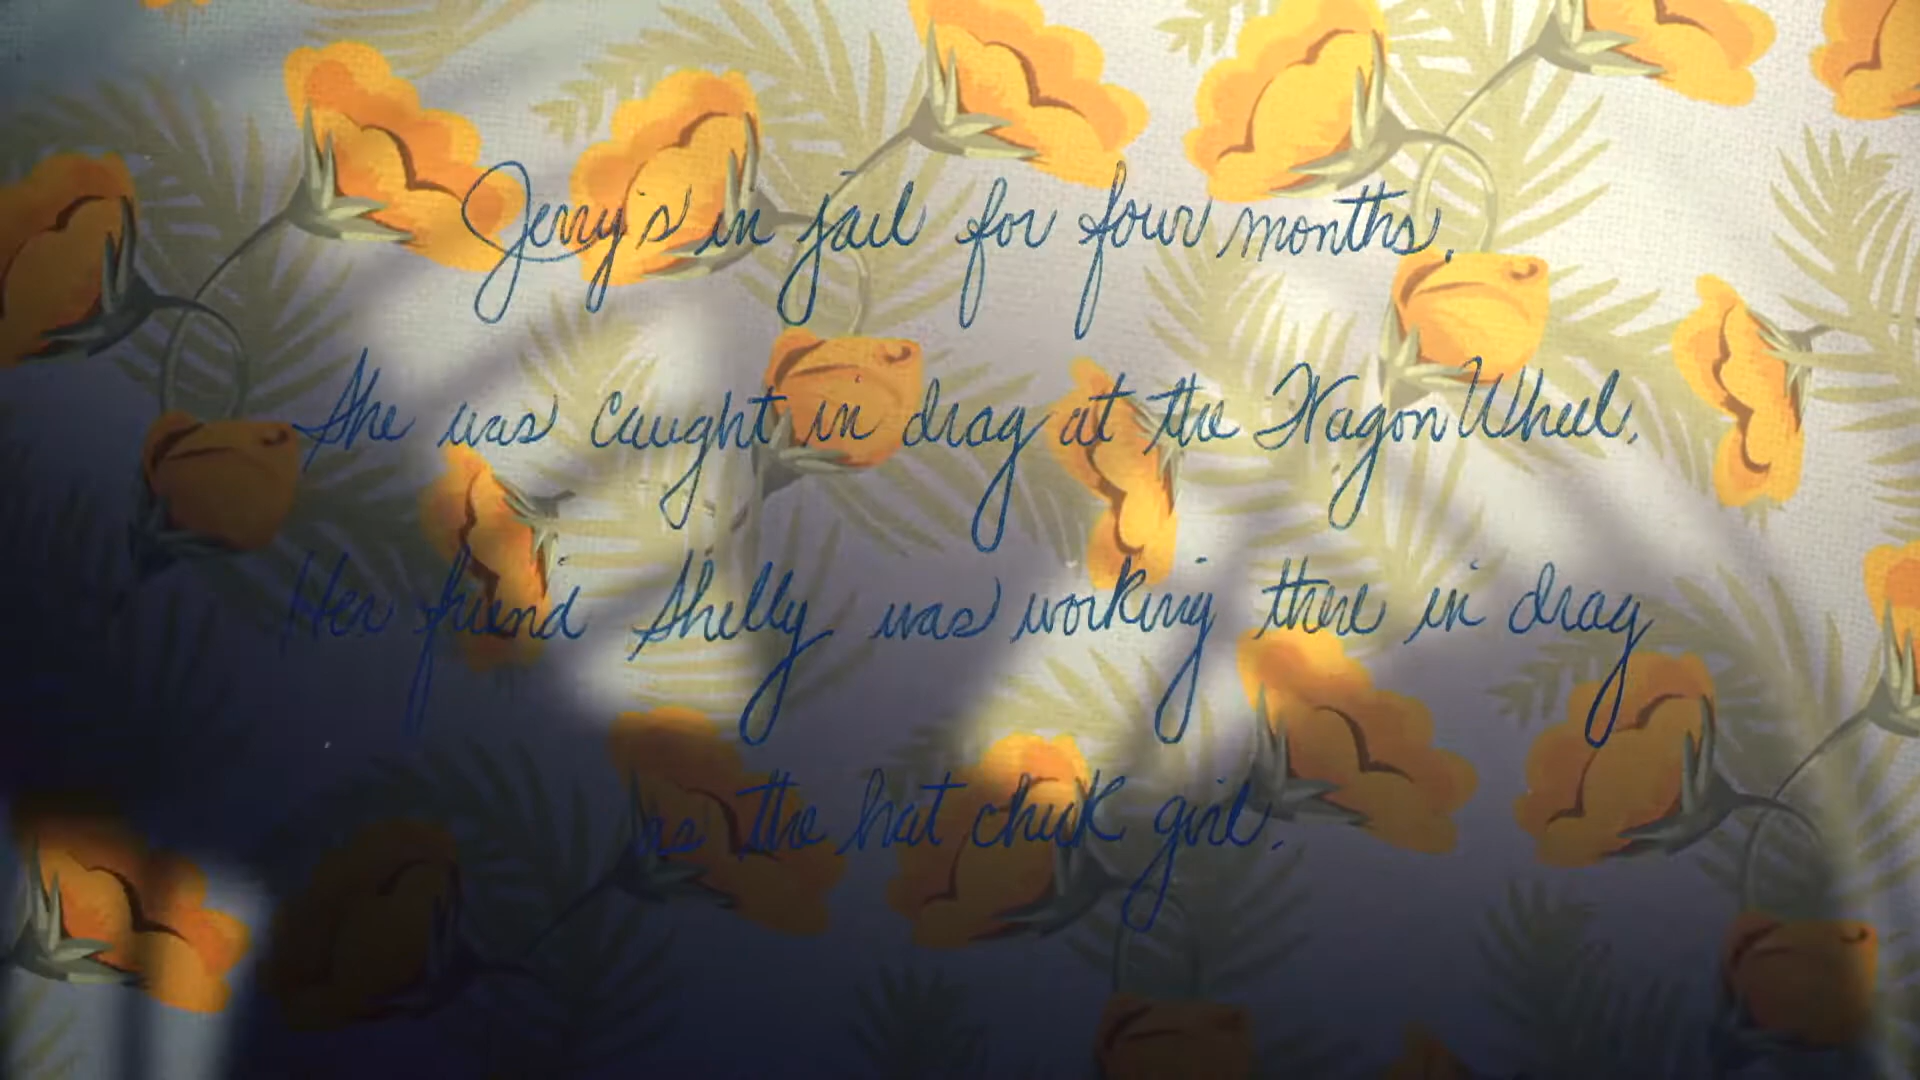 Jerry's in jail for four months.
She was caught in drag at the Wagon Wheel.
Her friend Shelly was working there in drag
as the hat check girl.